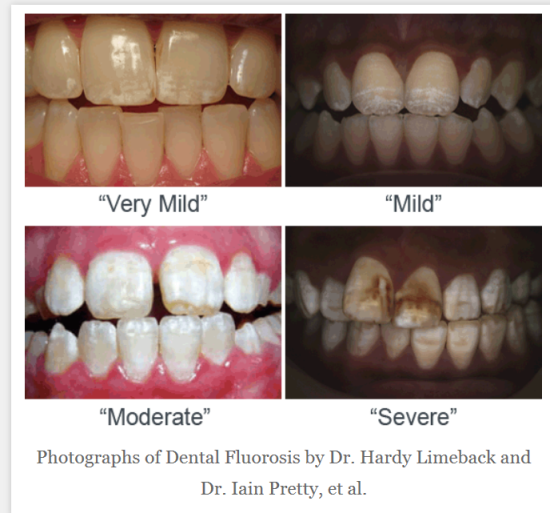 “Very Mild”
“Mild”
“Moderate”
“Severe”
Photographs of Dental Fluorosis by Dr. Hardy Limeback and
Dr. Iain Pretty, et al.